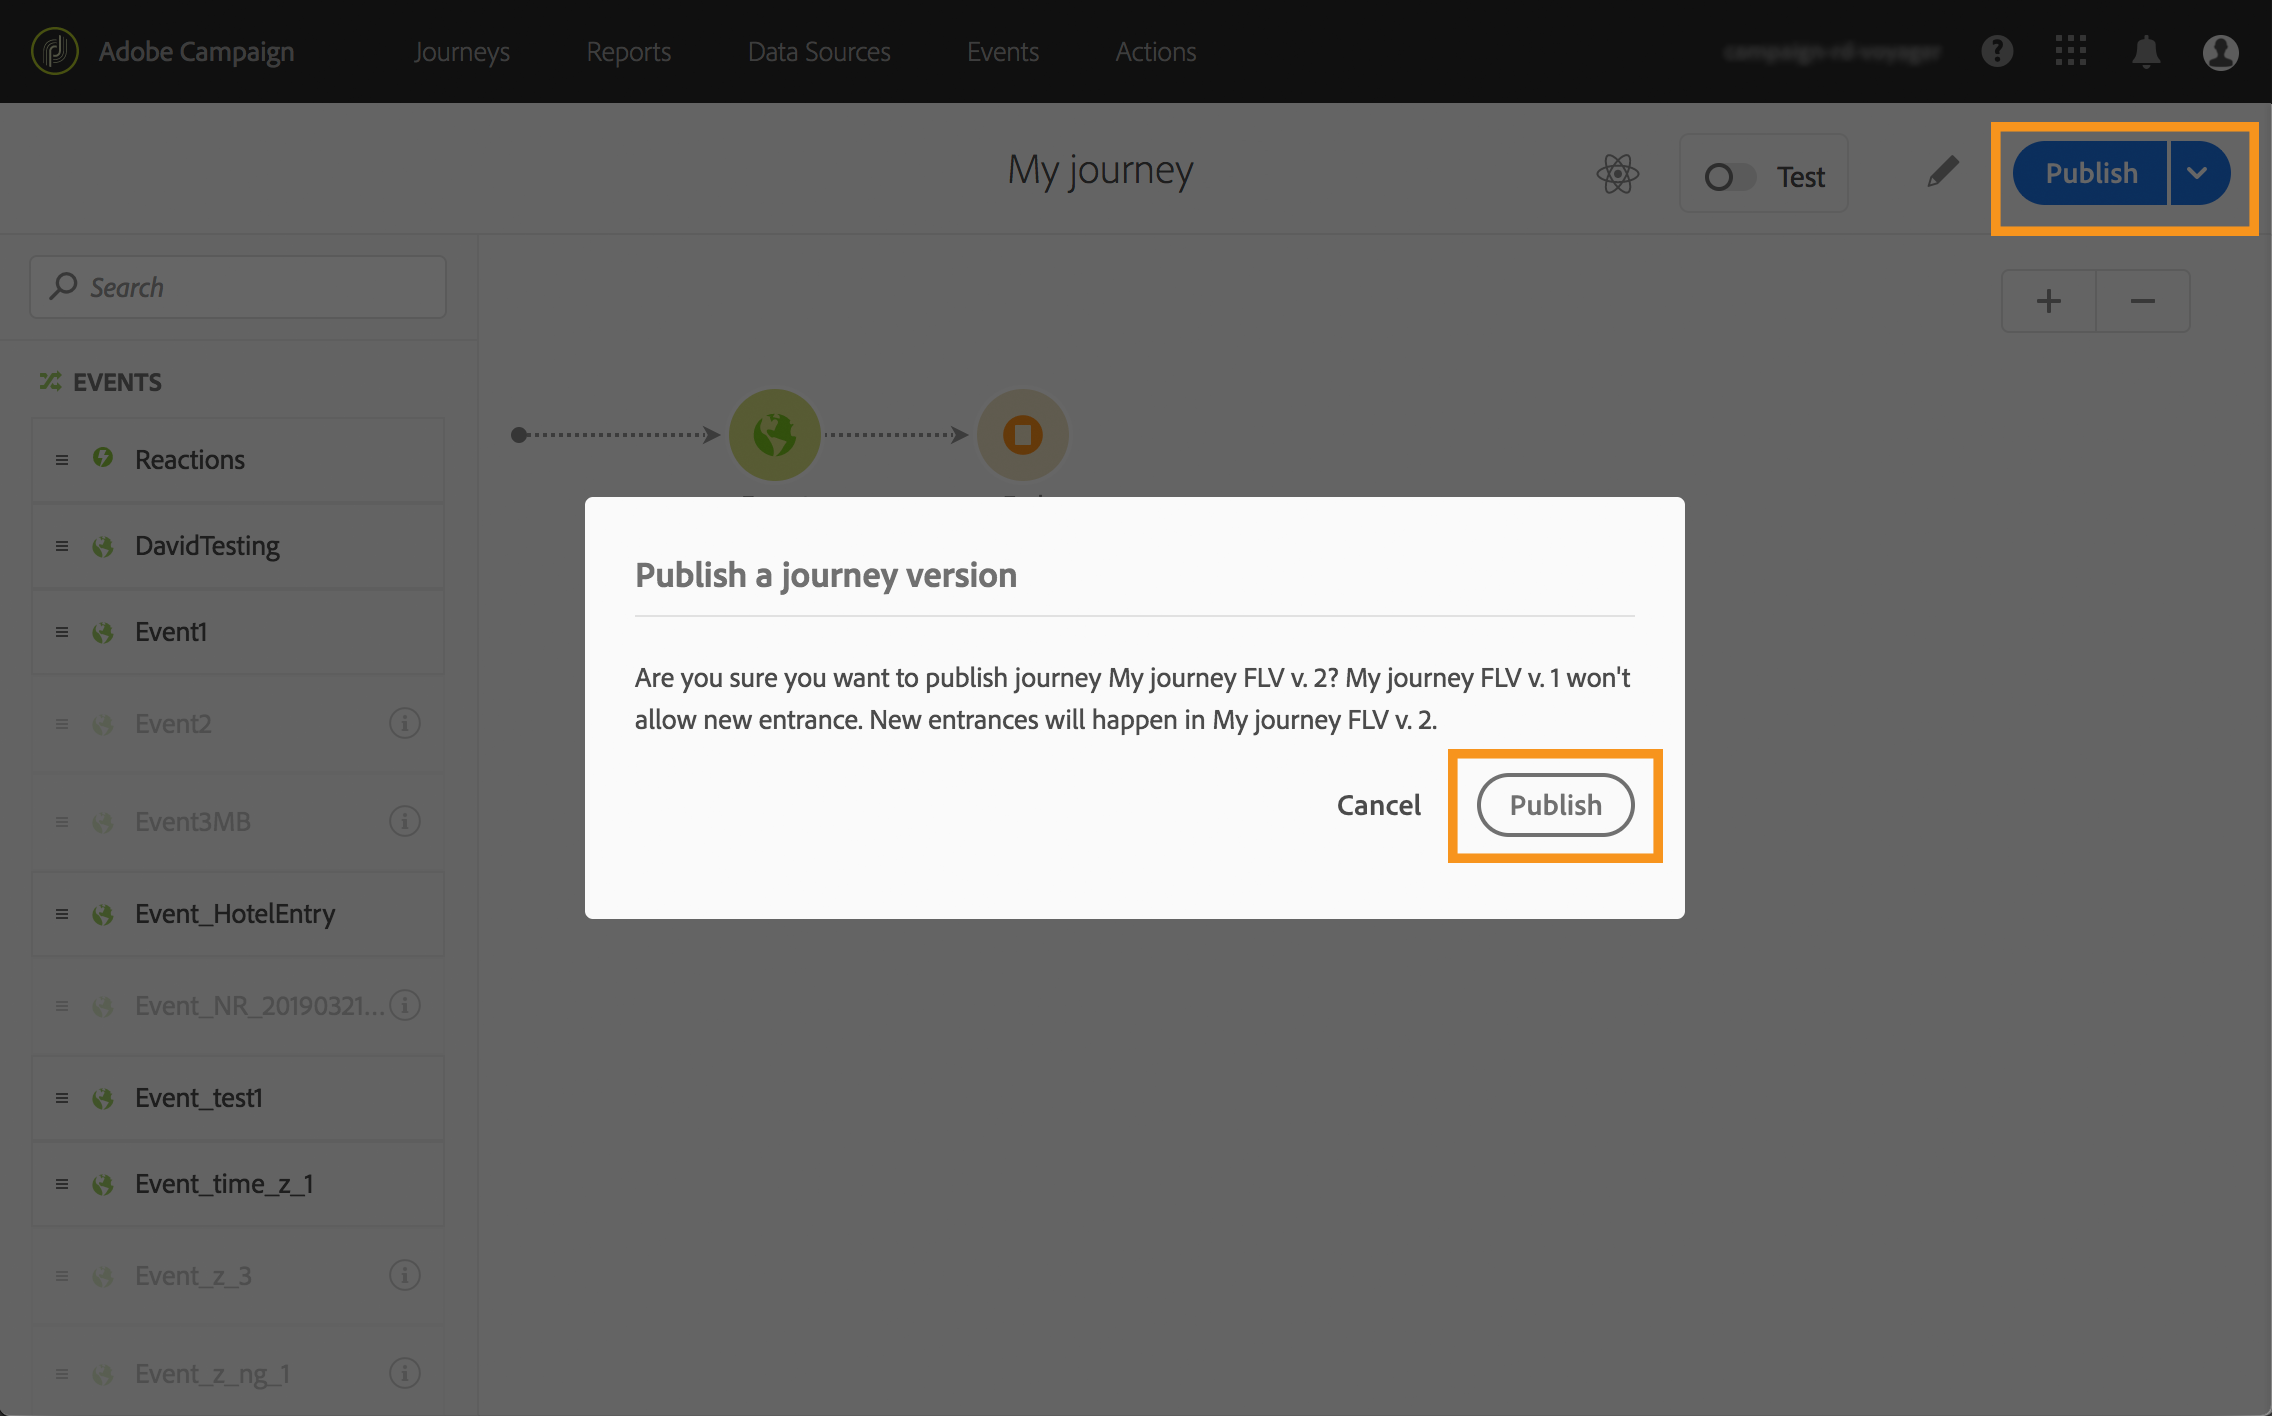 Adobe Campaign
Journeys
Reports
Data Sources
Events
Actions
My journey
Test
Publish
Search
EVENTS
Reactions
DavidTesting
Event1
Event2
Event3MB
Event_HotelEntry
Event_NR_20190321...
Event_test1
Event_time_z_1
Event_z_3
Event_z_ng_1
Publish a journey version
Are you sure you want to publish journey My journey FLV v. 2? My journey FLV v. 1 won't
allow new entrance. New entrances will happen in My journey FLV v. 2.
Cancel
Publish